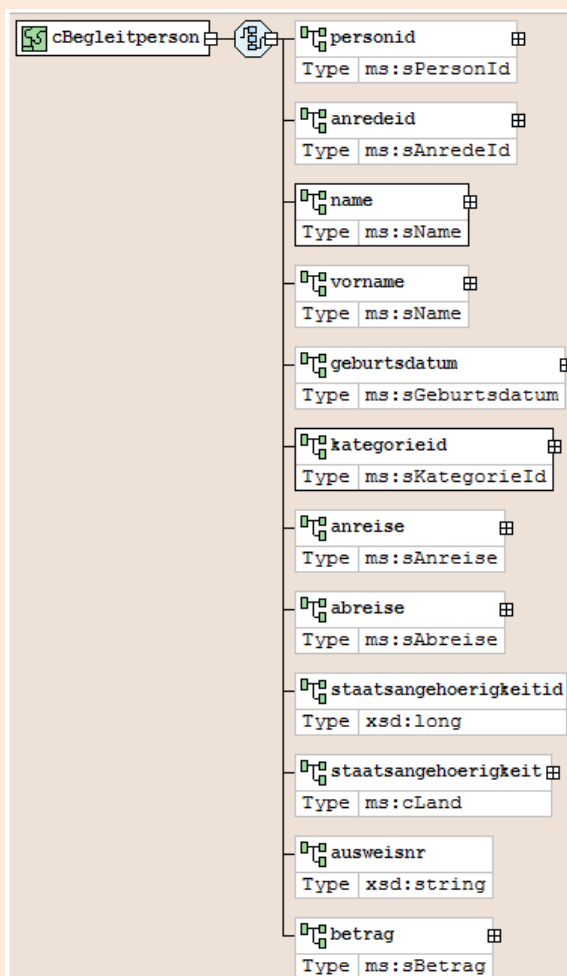 cBegleitperson
personid
Type ms:sPersonId
anredeid
Type ms:sAnredeId
name
Type ms:sName
vorname
Type ms:sName
geburtsdatum
Type ms:sGeburtsdatum
kategorieid
Type ms:sKategorieId
anreise
Type ms:sAnreise
abreise
Type ms:sAbreise
staatsangehoerigkeitid
Type xsd:long
staatsangehoerigkeit
Type ms:cLand
ausweisnr
Type xsd:string
betrag
Type ms:sBetrag